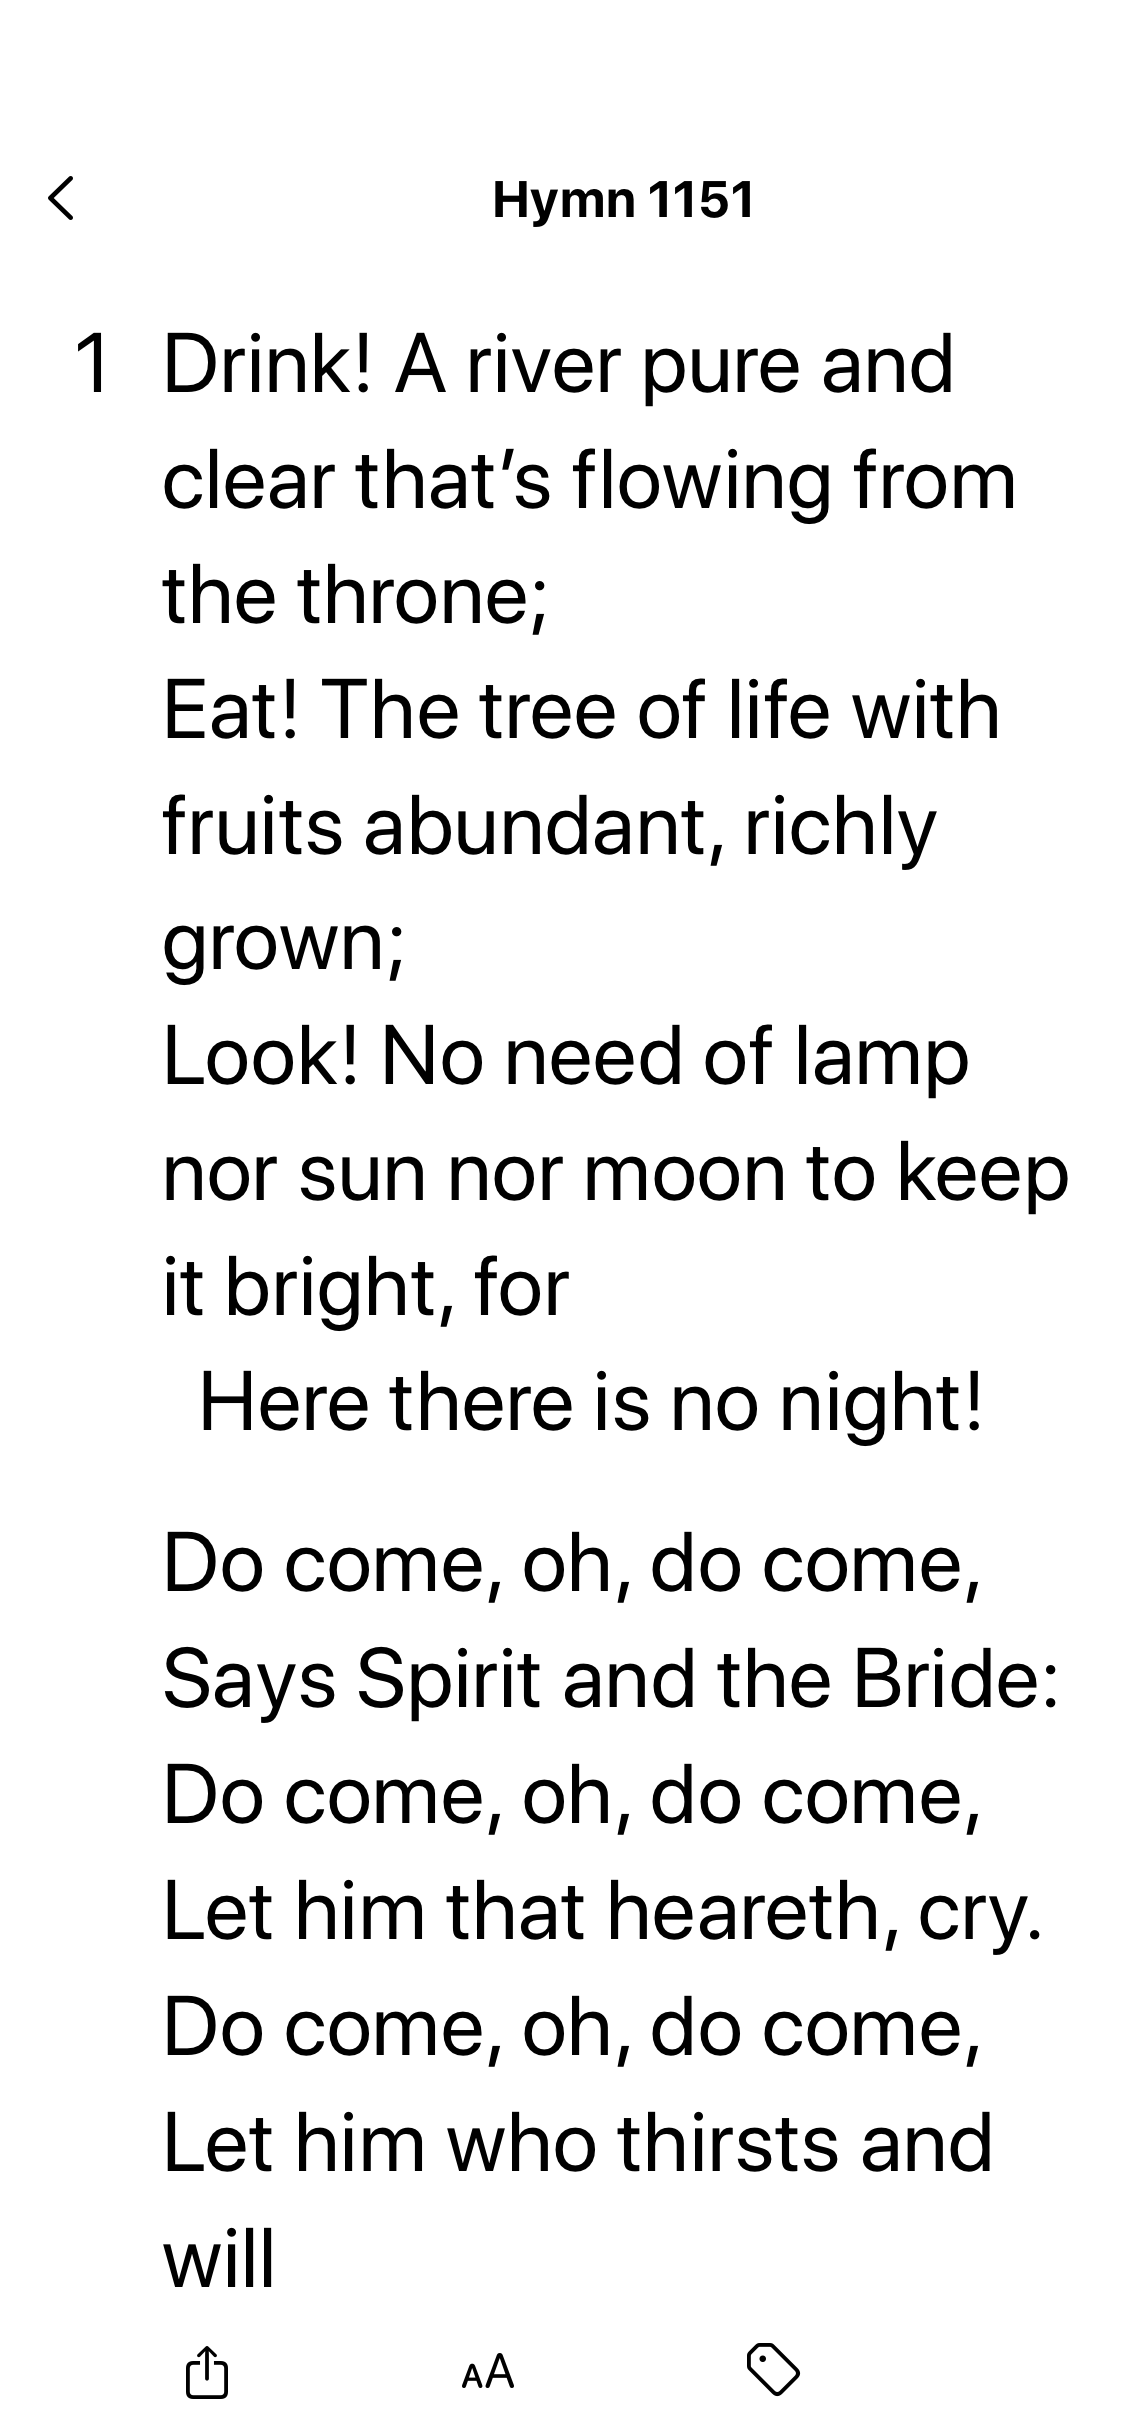 Hymn 1151
1 Drink! A river pure and
clear that’s flowing from
the throne;
Eat! The tree of life with
fruits abundant, richly
grown;
Look! No need of lamp
nor sun nor moon to keep
it bright, for
Here there is no night!
Do come, oh, do come,
Says Spirit and the Bride:
Do come, oh, do come,
Let him that heareth, cry.
Do come, oh, do come,
Let him who thirsts and
will
AA